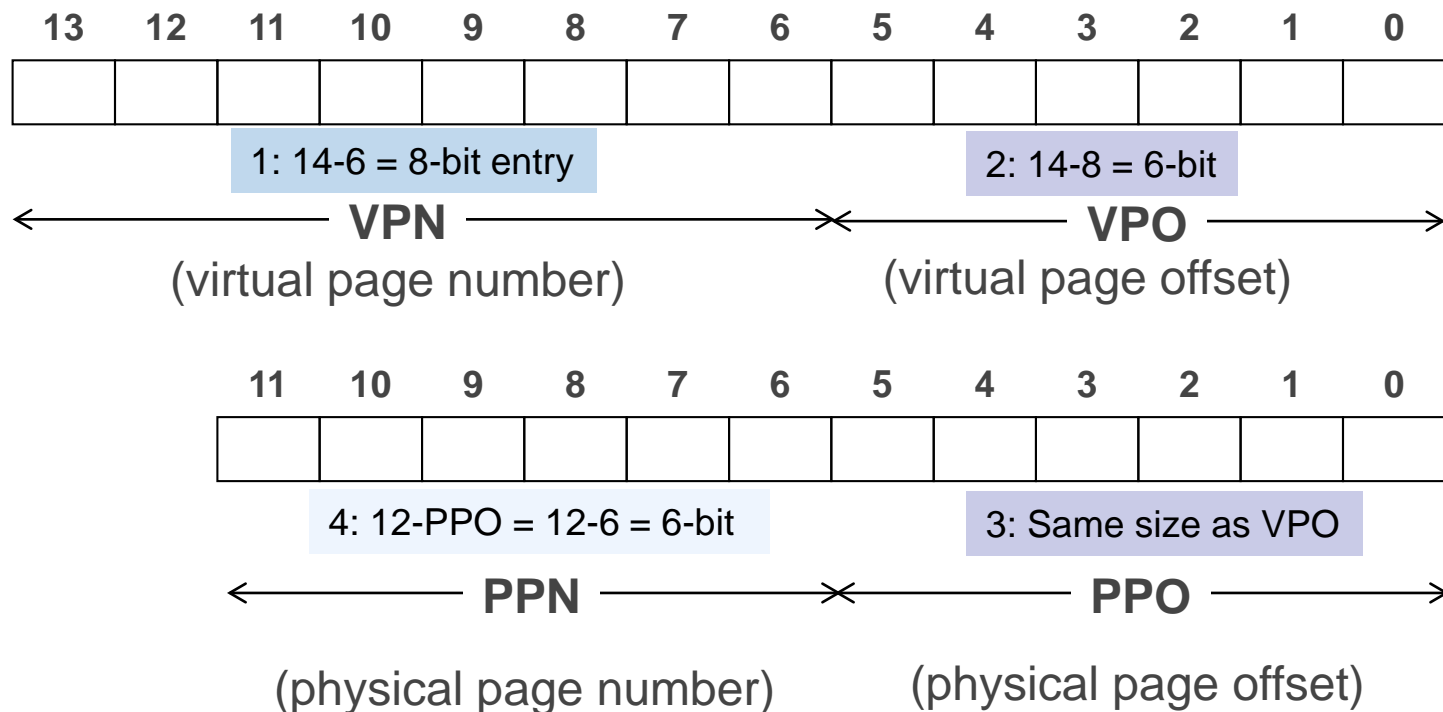 13 12 11 10 9 8 7 6 5 4 3 2 1 0
1: 14-6 = 8-bit entry
2: 14-8 = 6-bit
VPN
VPO
(virtual page number)
(virtual page offset)
11 10 9 8 7 6 5 4 3 2 1 0
4: 12-PPO = 12-6 = 6-bit
3: Same size as VPO
PPN
PPO
(physical page number)
(physical page offset)